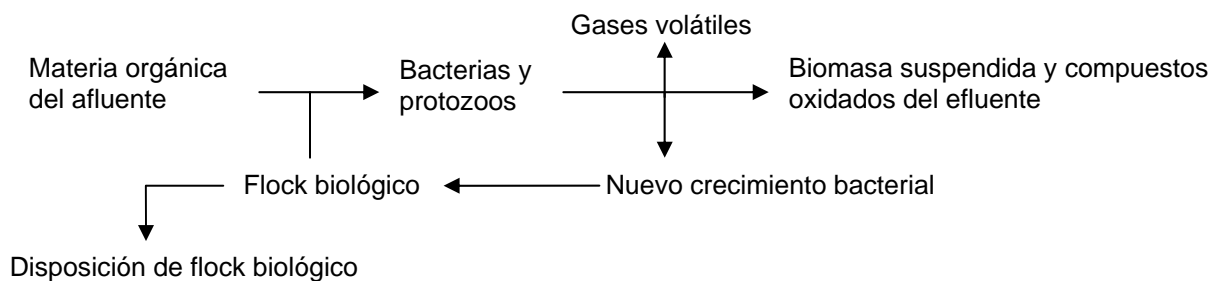 Gases volátiles
Materia orgánica
del afluente
Bacterias y
protozoos
Biomasa suspendida y compuestos
oxidados del efluente
Flock biológico
Nuevo crecimiento bacterial
Disposición de flock biológico